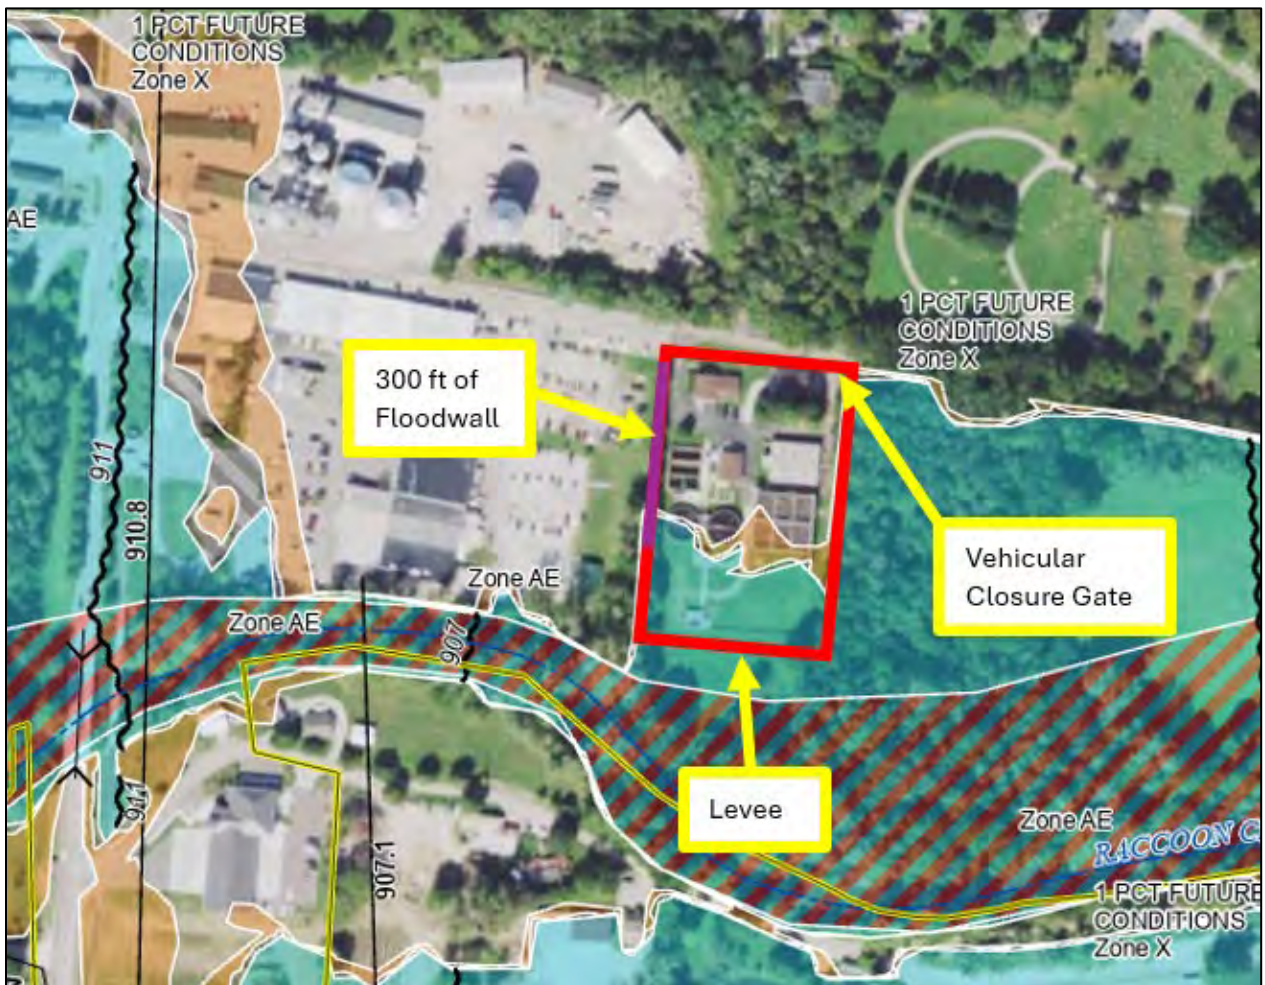 1 PCT FUTURE
CONDITIONS
Zone X
AE
1 PCT FUTURE
CONDITIONS
Zone X
300 ft of
Floodwall
911
910.8
Vehicular
Closure Gate
Zone AE
Zone AE
907
Levee
911
907.1
Zone AE
RACCOON C
1 PCT FUTURE
CONDITIONS
Zone X